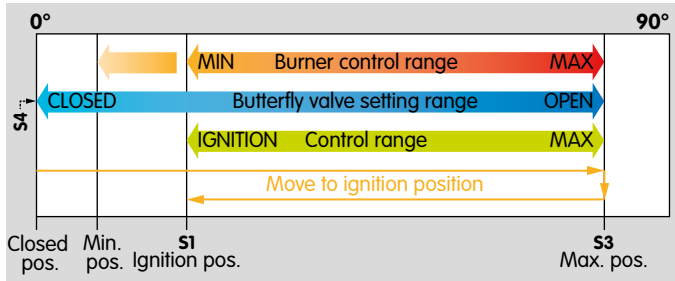 0° 90°
MIN Burner control range MAX
CLOSED Butterfly valve setting range OPEN
S4
IGNITION Control range MAX
Move to ignition position
Closed pos.
Min. pos.
S1
Ignition pos.
S3
Max. pos.